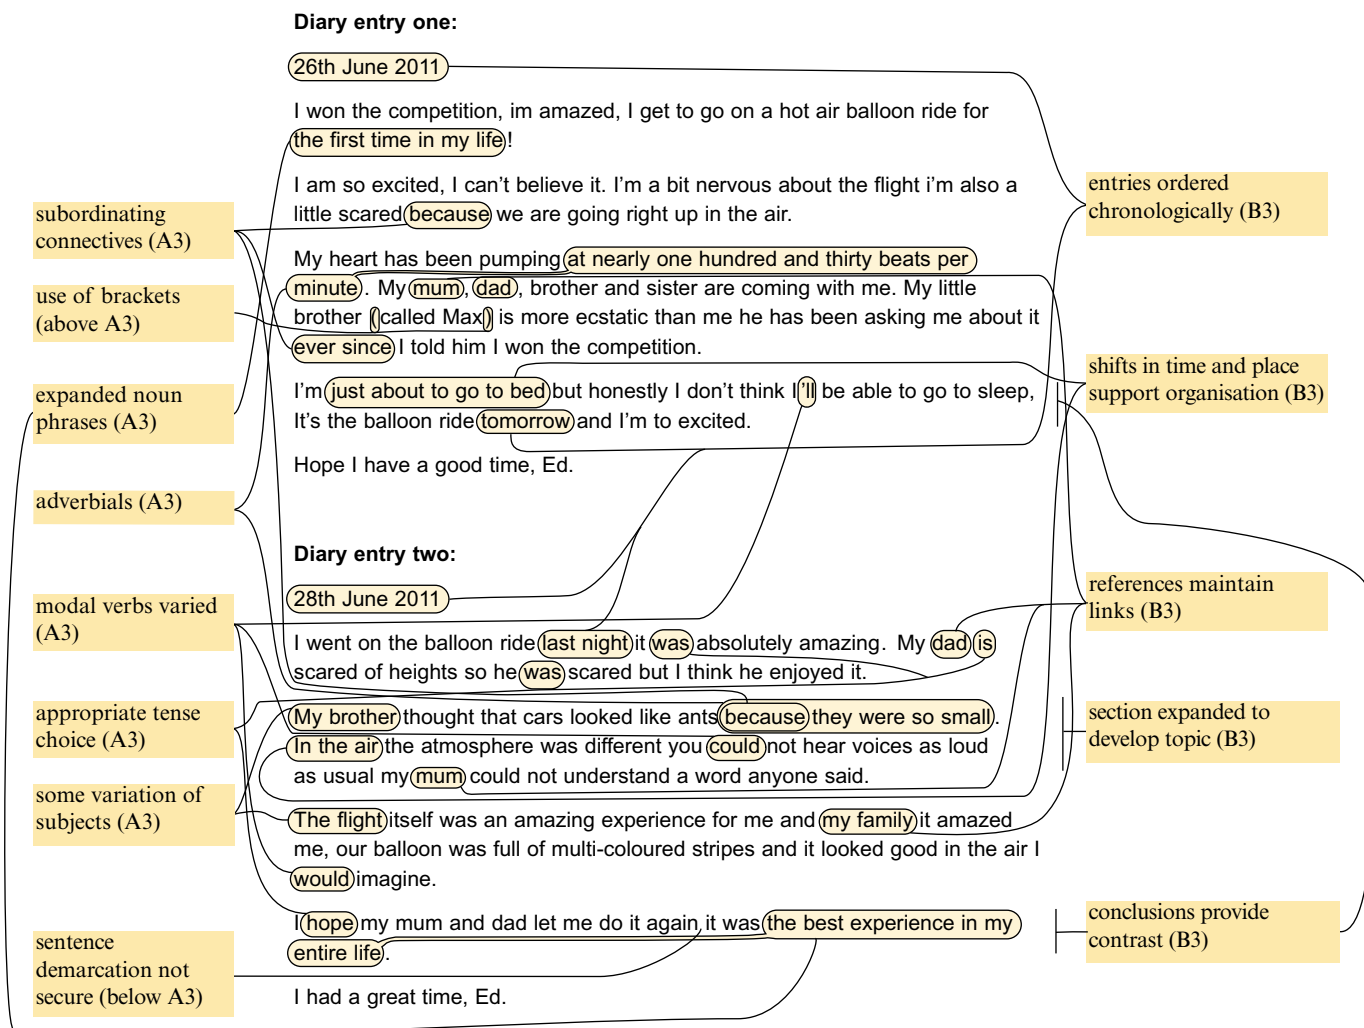 Diary entry one:
26th June 2011
I won the competition, im amazed, I get to go on a hot air balloon ride for
the first time in my life!
I am so excited, I can't believe it. I'm a bit nervous about the flight i'm also a
little scared because we are going right up in the air.
My heart has been pumping at nearly one hundred and thirty beats per
minute. My mum, dad, brother and sister are coming with me. My little
brother (called Max) is more ecstatic than me he has been asking me about it
ever since I told him I won the competition.
I'm just about to go to bed but honestly I don't think I'll be able to go to sleep,
It's the balloon ride tomorrow and I'm to excited.
Hope I have a good time, Ed.
Diary entry two:
28th June 2011
I went on the balloon ride last night it was absolutely amazing. My dad is
scared of heights so he was scared but I think he enjoyed it.
My brother thought that cars looked like ants because they were so small.
In the air the atmosphere was different you could not hear voices as loud
as usual my mum could not understand a word anyone said.
The flight itself was an amazing experience for me and my family it amazed
me, our balloon was full of multi-coloured stripes and it looked good in the air I
would imagine.
I hope my mum and dad let me do it again it was the best experience in my
entire life.
I had a great time, Ed.
subordinating
connectives (A3)
use of brackets
(above A3)
expanded noun
phrases (A3)
adverbials (A3)
modal verbs varied
(A3)
appropriate tense
choice (A3)
some variation of
subjects (A3)
sentence
demarcation not
secure (below A3)
entries ordered
chronologically (B3)
shifts in time and place
support organisation (B3)
references maintain
links (B3)
section expanded to
develop topic (B3)
conclusions provide
contrast (B3)